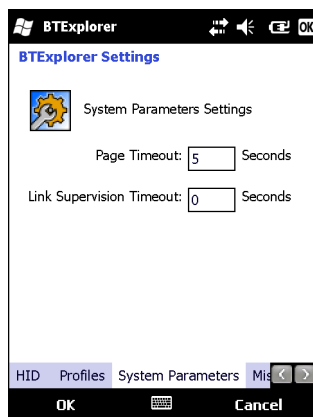 BTExplorer OK
BTExplorer Settings
System Parameters Settings
Page Timeout: 5 Seconds
Link Supervision Timeout: 0 Seconds
HID Profiles System Parameters Mis
OK Cancel